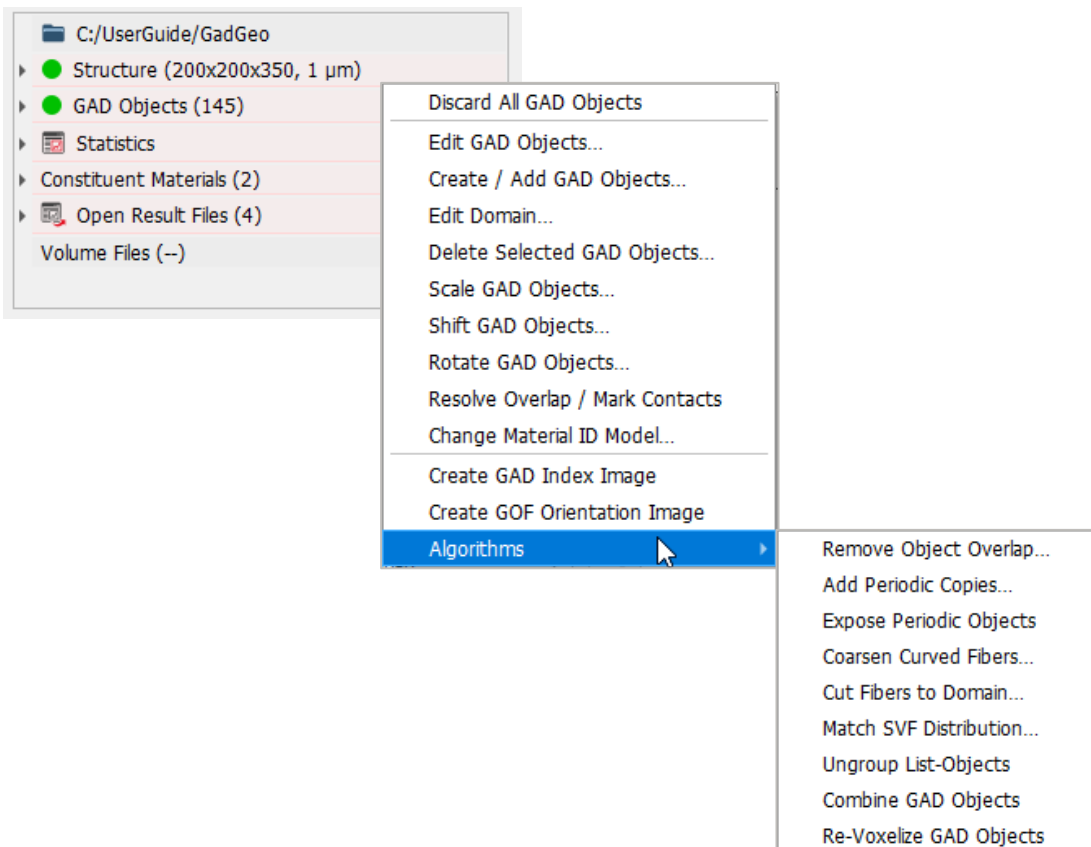 C:/UserGuide/GadGeo
Structure (200x200x350, 1 µm)
GAD Objects (145)
Statistics
Constituent Materials (2)
Open Result Files (4)
Volume Files (--)
Discard All GAD Objects
Edit GAD Objects...
Create / Add GAD Objects...
Edit Domain...
Delete Selected GAD Objects...
Scale GAD Objects...
Shift GAD Objects...
Rotate GAD Objects...
Resolve Overlap / Mark Contacts
Change Material ID Model...
Create GAD Index Image
Create GOF Orientation Image
Algorithms
Remove Object Overlap...
Add Periodic Copies...
Expose Periodic Objects
Coarsen Curved Fibers...
Cut Fibers to Domain...
Match SVF Distribution...
Ungroup List-Objects
Combine GAD Objects
Re-Voxelize GAD Objects